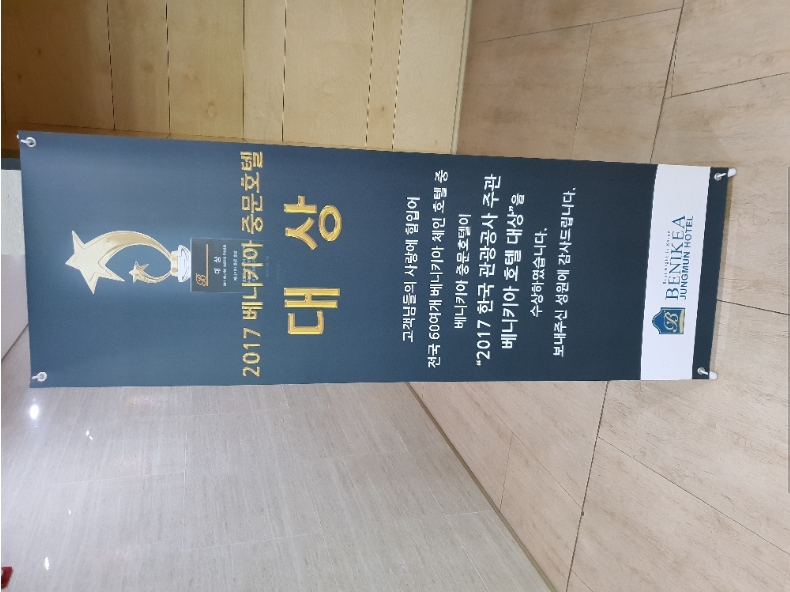 대상
2017 베니키아 중문호텔
대상
고객님들의 사랑에 힘입어
전국 60여개 베니키아 체인 호텔 중
베니키아 중문호텔이
"2017 한국 관광공사 주관
베니키아 호텔 대상"을
수상하였습니다.
보내주신 성원에 감사드립니다.
B
BENIKEA
JUNGMUN HOTEL